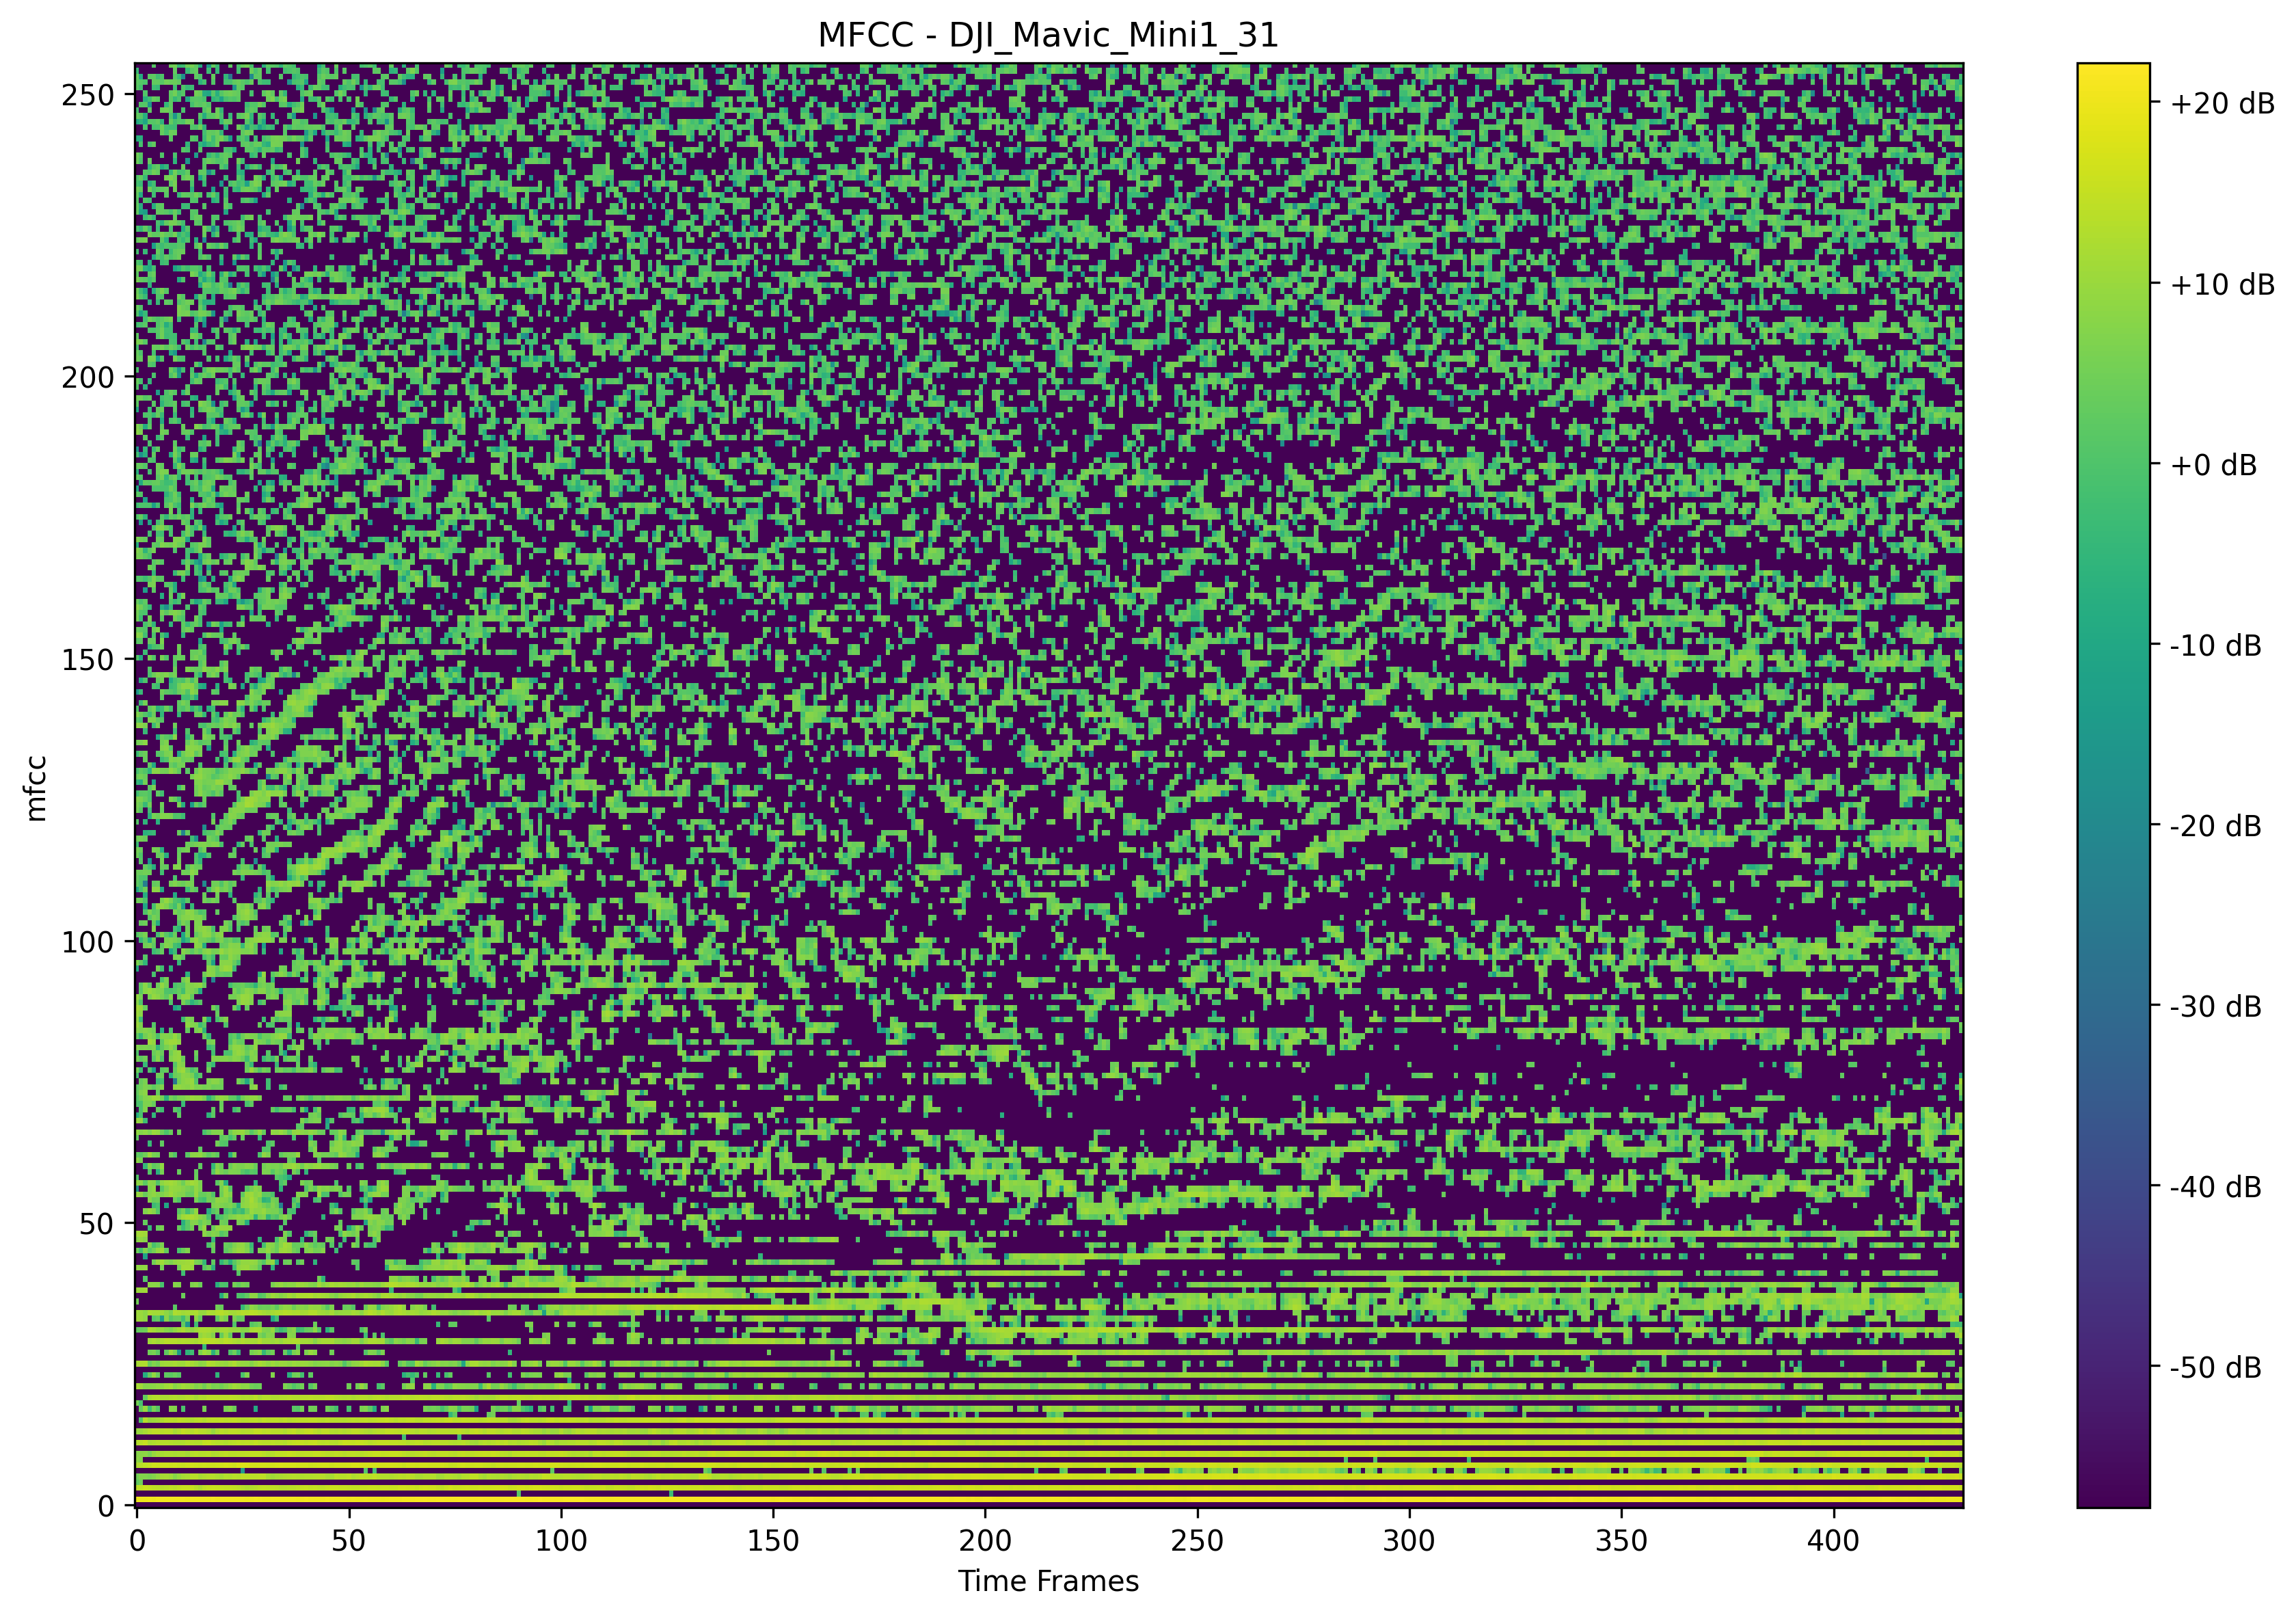 MFCC - DJI_Mavic_Mini1_31
250
200
150
100
50
0
mfcc
0 50 100 150 200 250 300 350 400
Time Frames
+20 dB
+10 dB
+0 dB
-10 dB
-20 dB
-30 dB
-40 dB
-50 dB